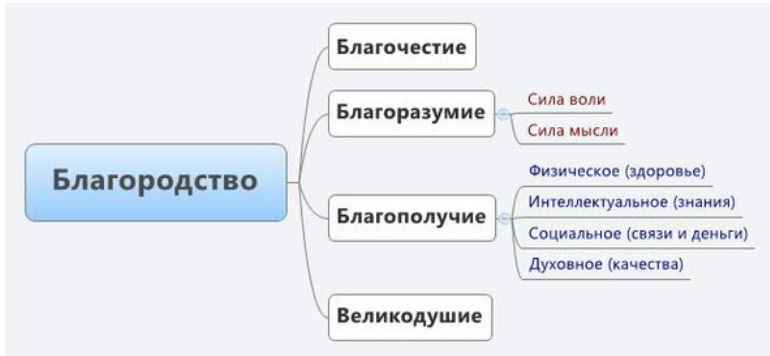 Благородство
Благочестие
Благоразумие
Сила воли
Сила мысли
Благополучие
Физическое (здоровье)
Интеллектуальное (знания)
Социальное (связи и деньги)
Духовное (качества)
Великодушие